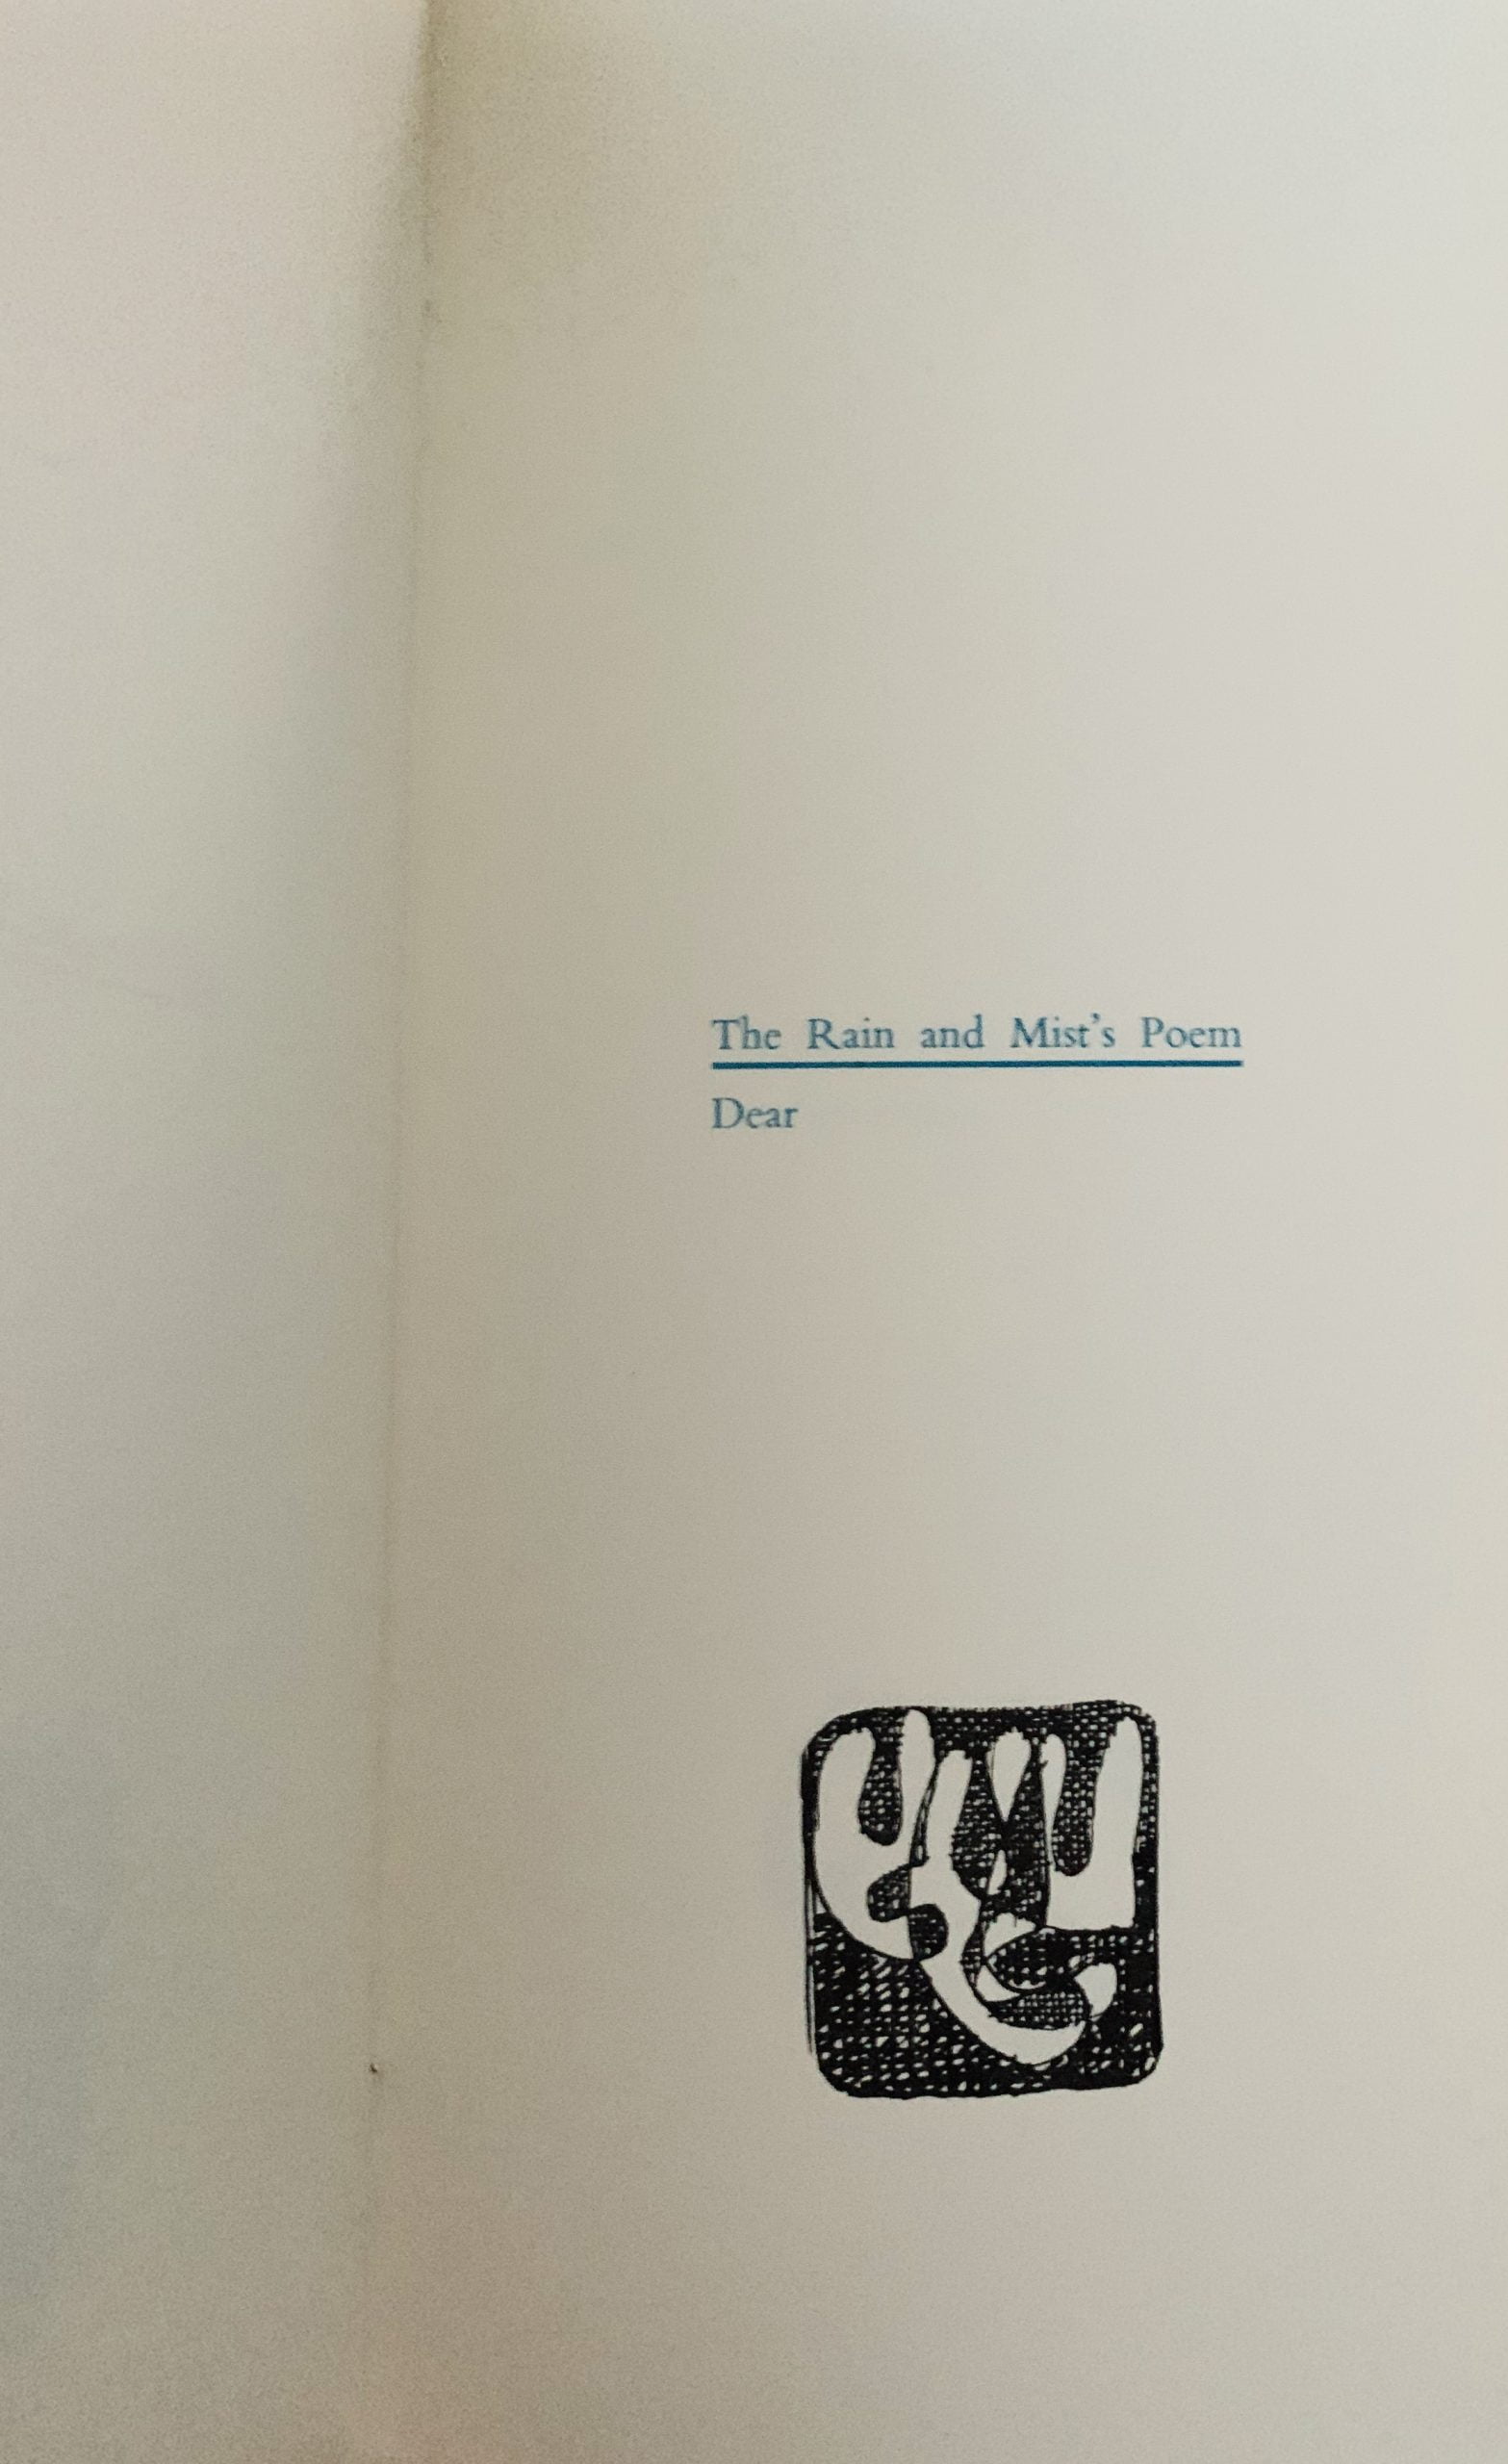 The Rain and Mist's Poem
Dear